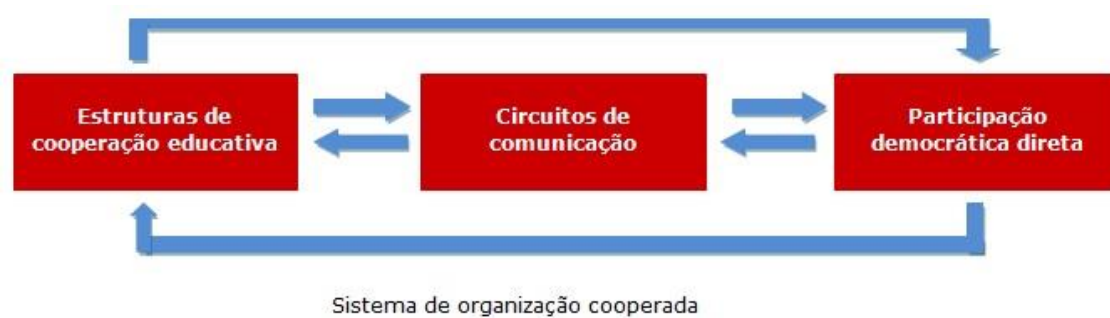 Estruturas de
cooperação educativa
Circuitos de
comunicação
Participação
democrática direta
Sistema de organização cooperada